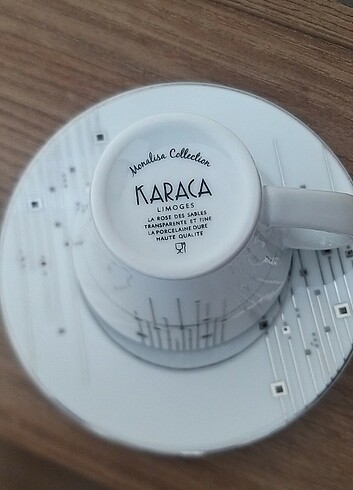 Monalisa Collection
KARACA
LIMOGES
LA ROSE DES SABLES
TRANSPARENTE ET FINE
LA PORCELAINE DURE
HAUTE QUALITE